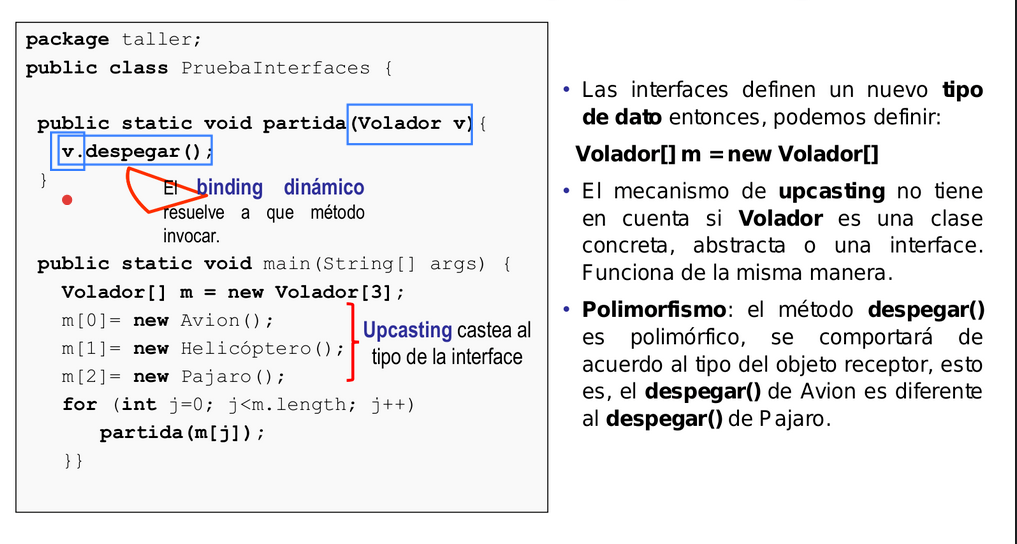 package taller;
public class PruebaInterfaces {
public static void partida(Volador v){
v.despegar();
}
El binding dinámico
resuelve a que método
invocar.
public static void main(String[] args) {
Volador[] m = new Volador[3];
m[0]= new Avion();
m[1]= new Helicóptero();
m[2]= new Pajaro();
Upcasting castea al
tipo de la interface
for (int j=0; j<m.length; j++)
partida(m[j]);
}}
• Las interfaces definen un nuevo tipo
de dato entonces, podemos definir:
Volador[] m = new Volador[]
• El mecanismo de upcasting no tiene
en cuenta si Volador es una clase
concreta, abstracta o una interface.
Funciona de la misma manera.
• Polimorfismo: el método despegar()
es polimórfico, se comportará de
acuerdo al tipo del objeto receptor, esto
es, el despegar() de Avion es diferente
al despegar() de Pajaro.